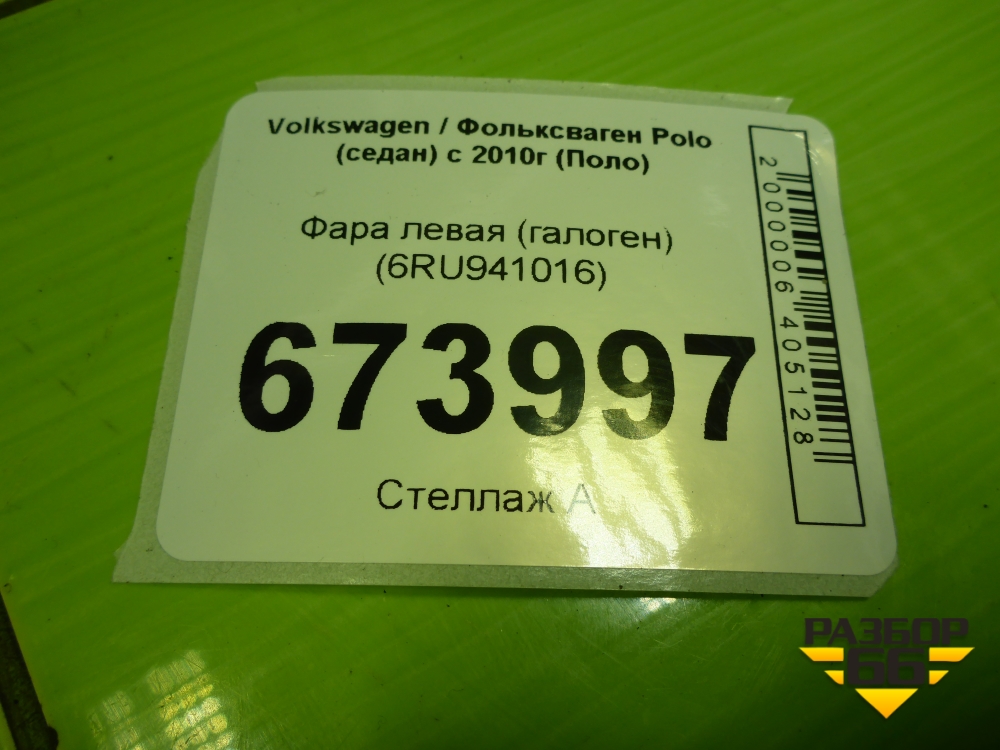 Volkswagen / Фольксваген Polo
(седан) с 2010г (Поло)
Фара левая (галоген)
(6RU941016)
673997
Стеллаж А
2000006405128
РАЗБОР
66